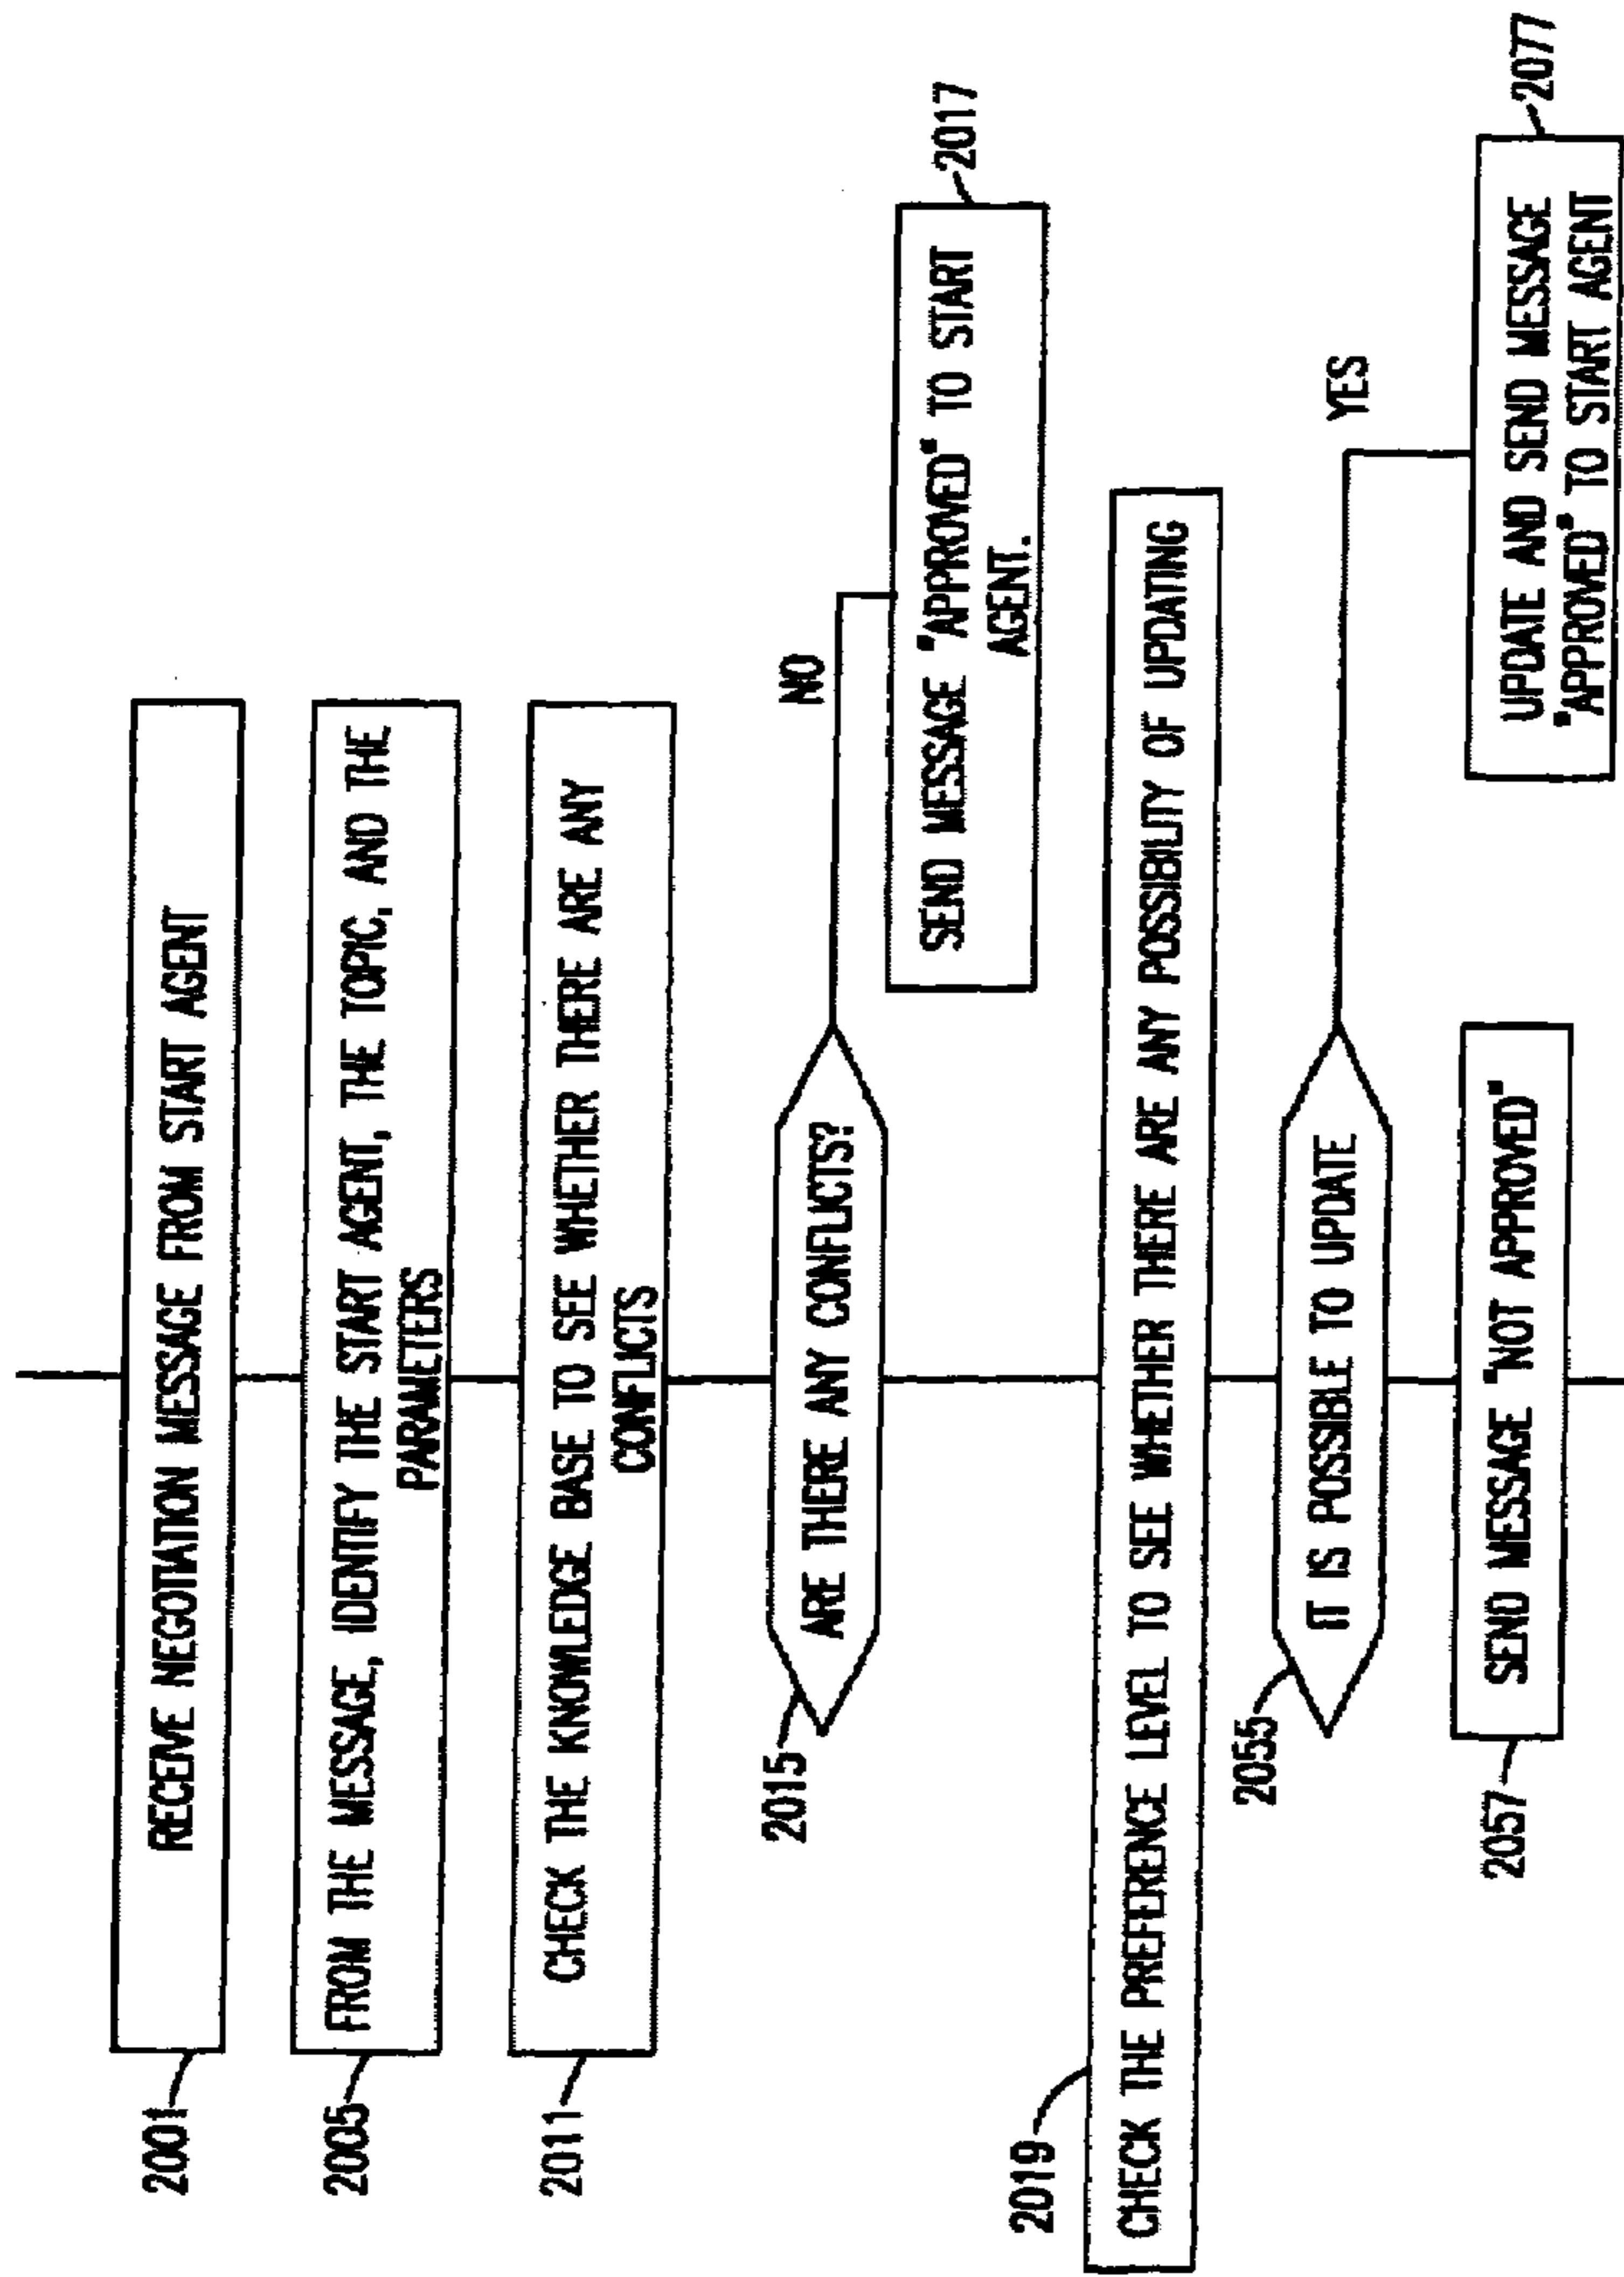 2001
RECEIVE NEGOTIATION MESSAGE FROM START AGENT
2005
FROM THE MESSAGE, IDENTIFY THE START AGENT, THE TOPIC, AND THE
PARAMETERS
2011
CHECK THE KNOWLEDGE BASE TO SEE WHETHER THERE ARE ANY
CONFLICTS
2015
ARE THERE ANY CONFLICTS?
NO
SEND MESSAGE "APPROVED" TO START
AGENT.
2017
2019
CHECK THE PREFERENCE LEVEL TO SEE WHETHER THERE ARE ANY POSSIBILITY OF UPDATING
2055
IT IS POSSIBLE TO UPDATE
YES
2057
SEND MESSAGE "NOT APPROVED"
UPDATE AND SEND MESSAGE
"APPROVED" TO START AGENT
2077